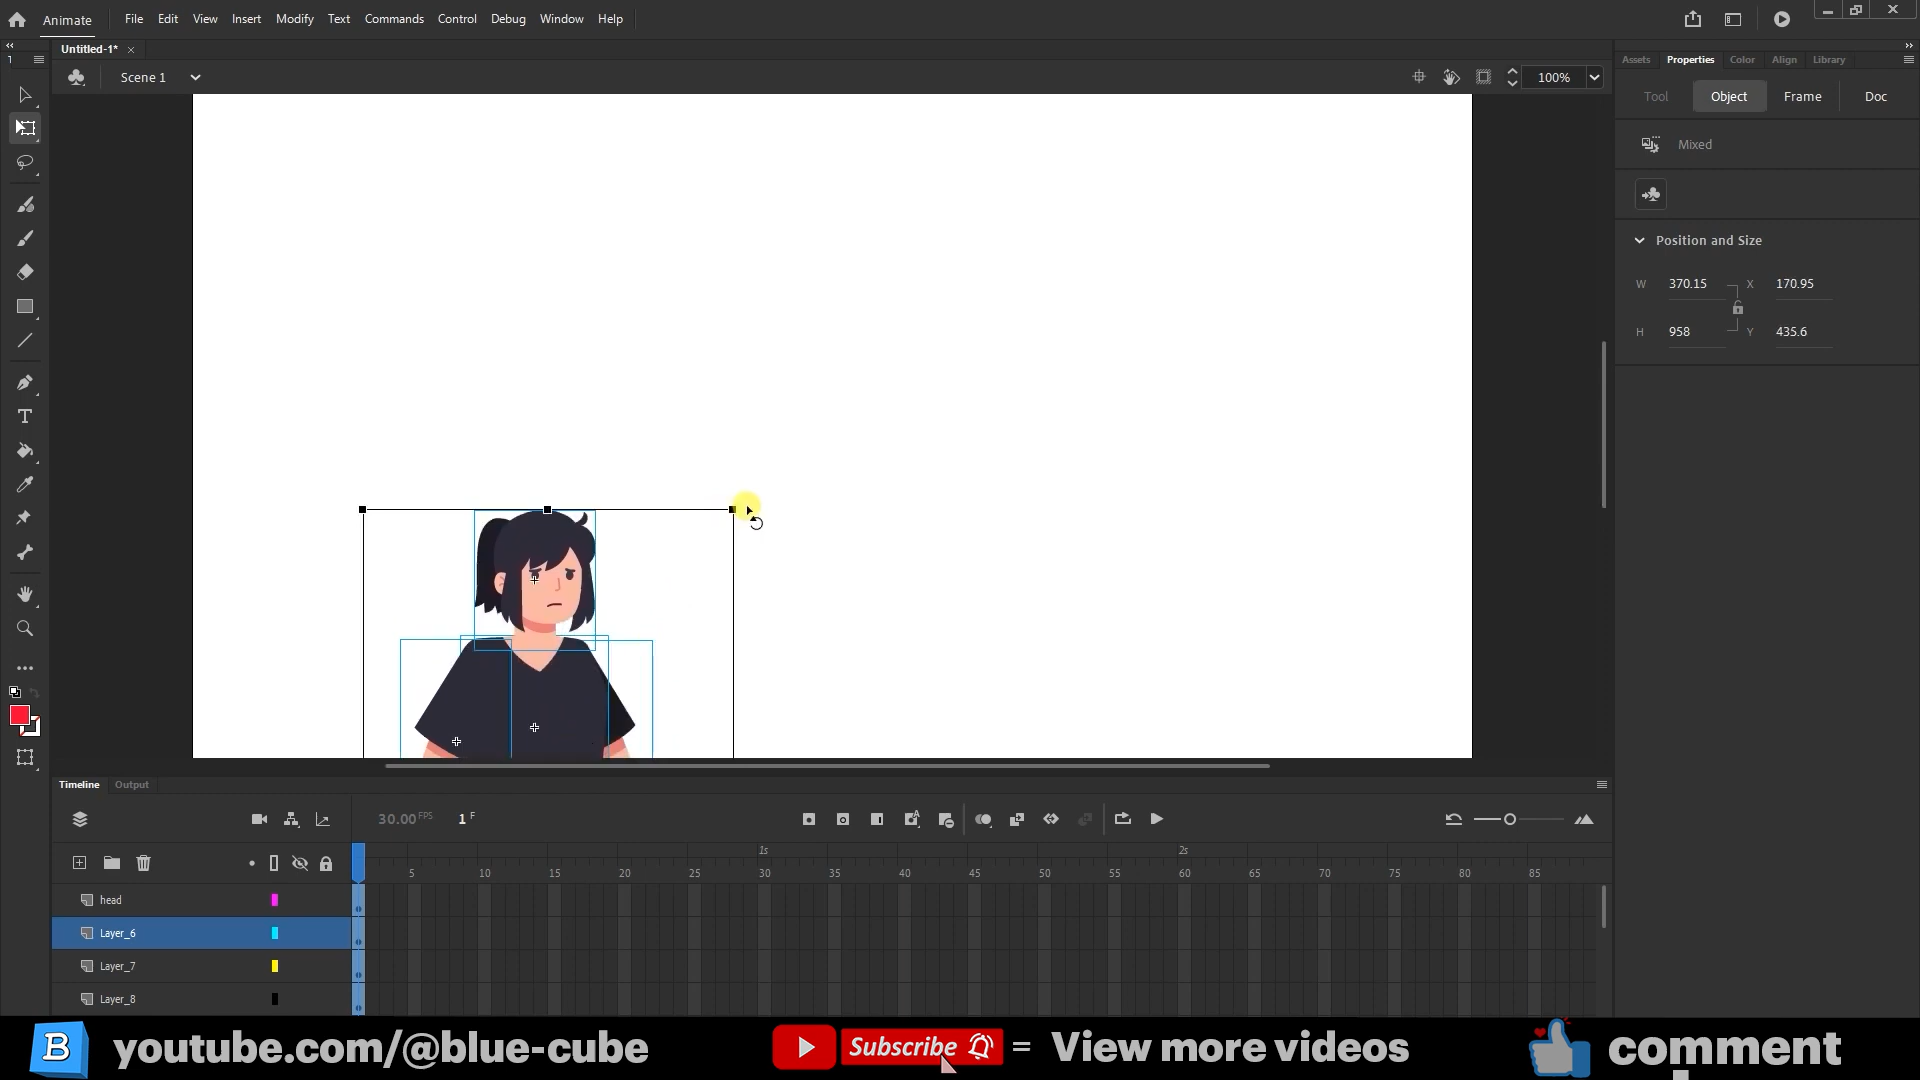 Animate File Edit View Insert Modify Text Commands Control Debug Window Help
Untitled-1*
Scene 1 100%
Assets Properties Color Align Library
Tool Object Frame Doc
Mixed
Position and Size
W 370.15 X 170.95
H 958 Y 435.6
Timeline Output
30.00 FPS 1 F
1s 2s
5 10 15 20 25 30 35 40 45 50 55 60 65 70 75 80 85
head
Layer_6
Layer_7
Layer_8
B youtube.com/@blue-cube Subscribe = View more videos comment